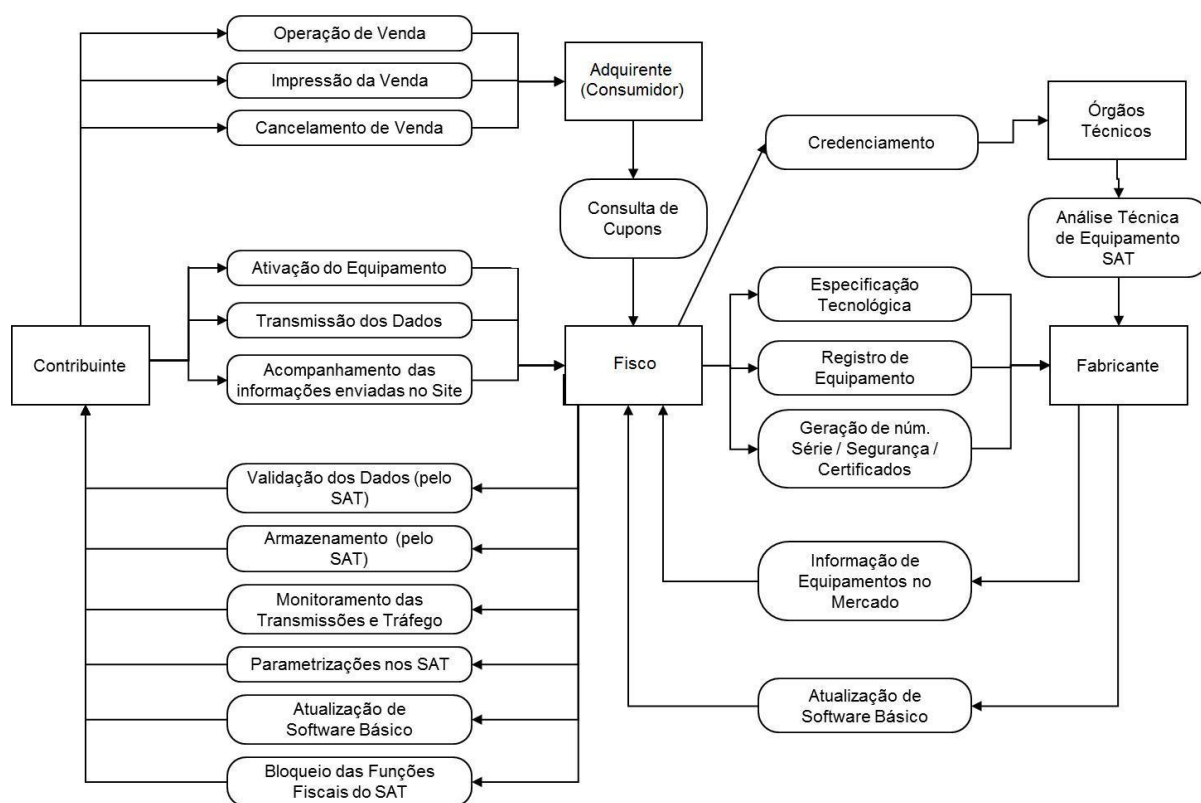 Operação de Venda
Impressão da Venda
Cancelamento de Venda
Adquirente
(Consumidor)
Credenciamento
Órgãos
Técnicos
Consulta de
Cupons
Análise Técnica
de Equipamento
SAT
Contribuinte
Ativação do Equipamento
Transmissão dos Dados
Acompanhamento das
informações enviadas no Site
Fisco
Especificação
Tecnológica
Registro de
Equipamento
Geração de núm.
Série / Segurança /
Certificados
Fabricante
Validação dos Dados (pelo
SAT)
Armazenamento (pelo
SAT)
Monitoramento das
Transmissões e Tráfego
Parametrizações nos SAT
Atualização de
Software Básico
Bloqueio das Funções
Fiscais do SAT
Informação de
Equipamentos no
Mercado
Atualização de
Software Básico